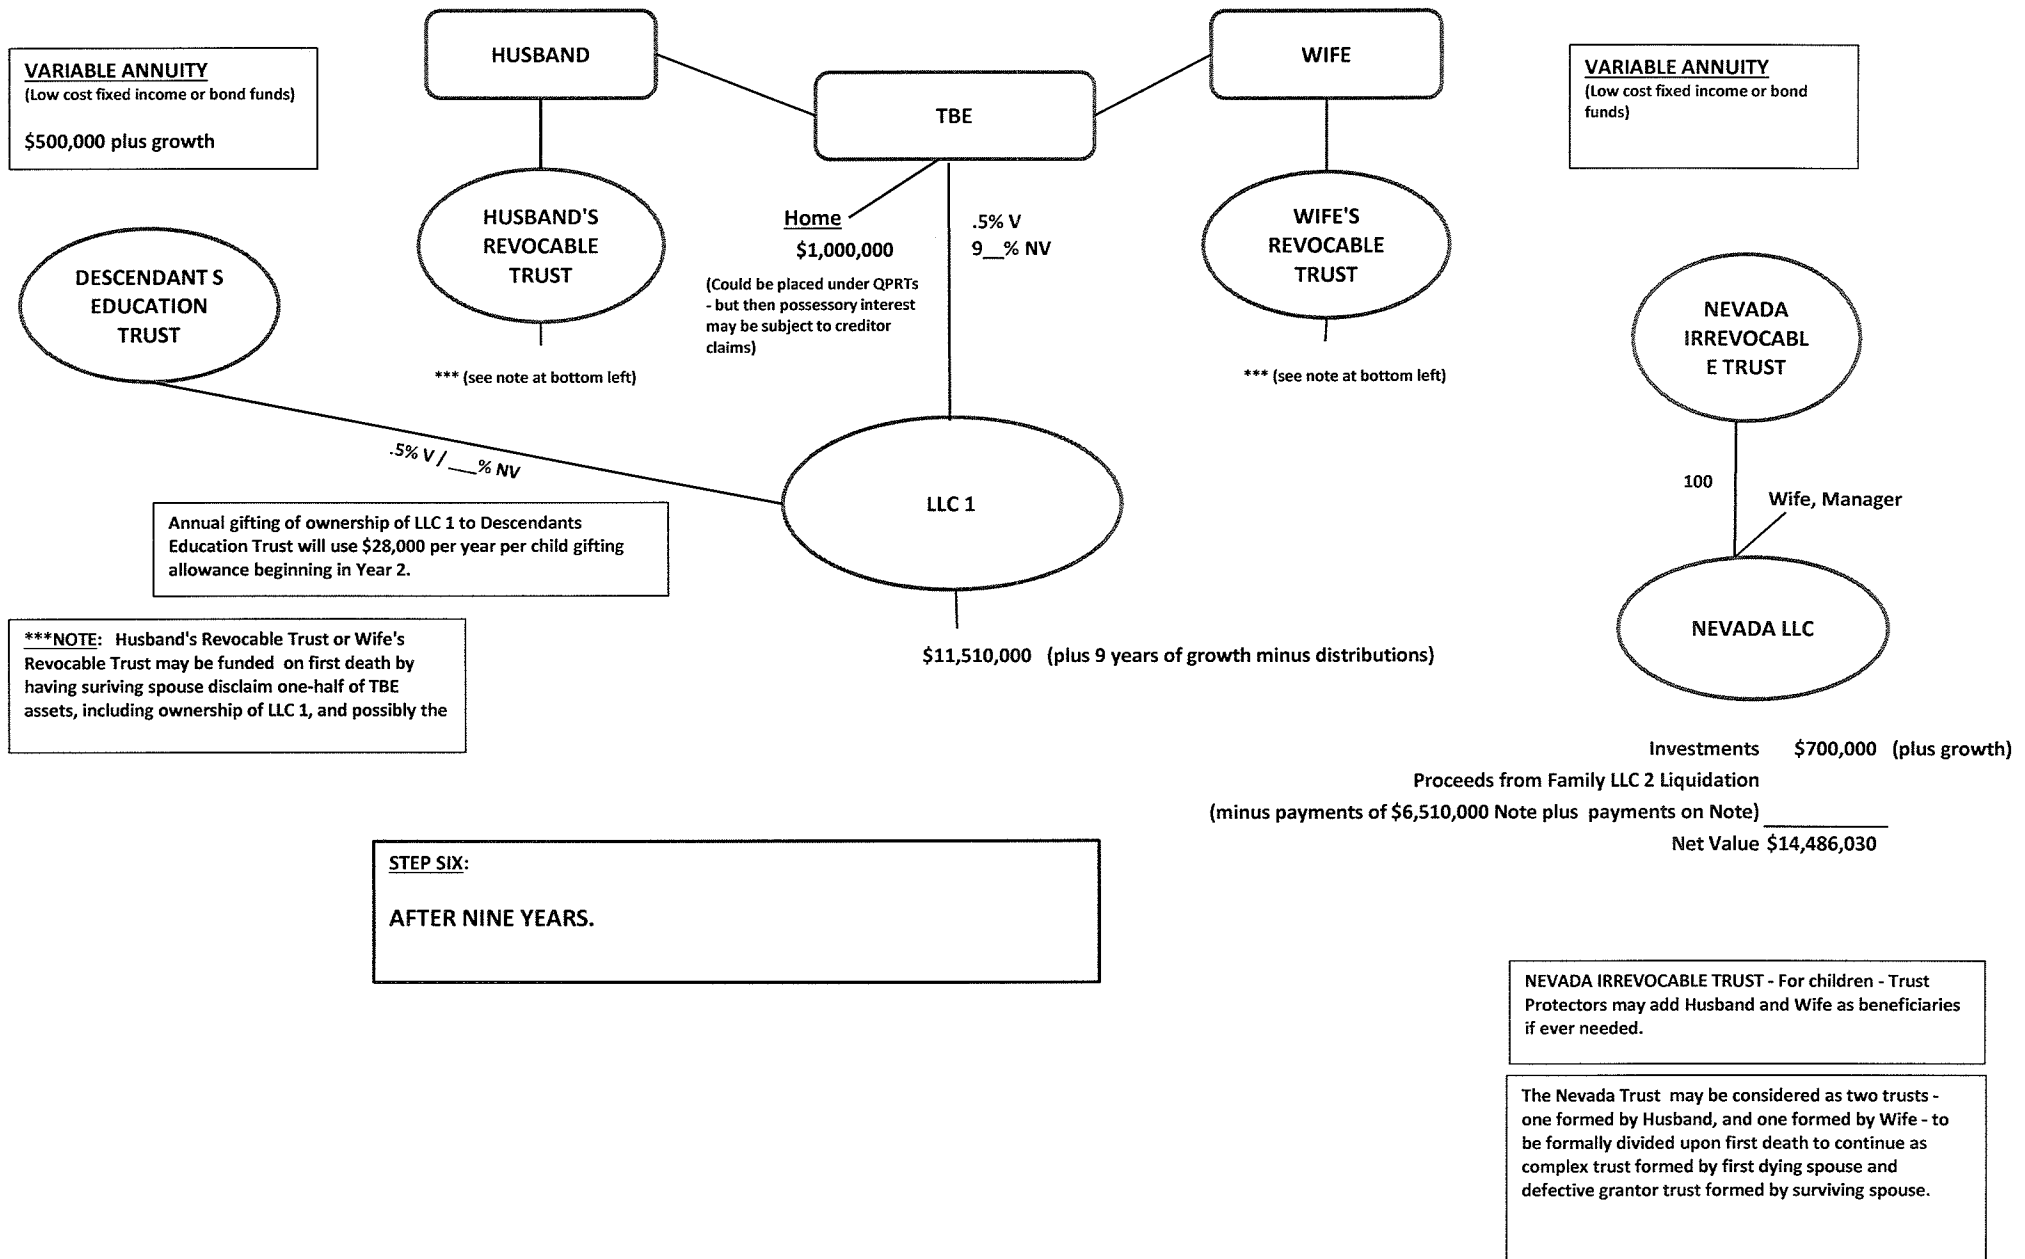 HUSBAND
WIFE
TBE
VARIABLE ANNUITY
(Low cost fixed income or bond funds)
$500,000 plus growth
VARIABLE ANNUITY
(Low cost fixed income or bond
funds)
HUSBAND'S
REVOCABLE
TRUST
Home
$1,000,000
(Could be placed under QPRTs
- but then possessory interest
may be subject to creditor
claims)
.5% V
9__% NV
WIFE'S
REVOCABLE
TRUST
DESCENDANT S
EDUCATION
TRUST
NEVADA
IRREVOCABL
E TRUST
*** (see note at bottom left)
*** (see note at bottom left)
.5% V / ___% NV
LLC 1
100
Wife, Manager
Annual gifting of ownership of LLC 1 to Descendants
Education Trust will use $28,000 per year per child gifting
allowance beginning in Year 2.
***NOTE: Husband's Revocable Trust or Wife's
Revocable Trust may be funded on first death by
having suriving spouse disclaim one-half of TBE
assets, including ownership of LLC 1, and possibly the
$11,510,000 (plus 9 years of growth minus distributions)
NEVADA LLC
Investments $700,000 (plus growth)
Proceeds from Family LLC 2 Liquidation
(minus payments of $6,510,000 Note plus payments on Note)
Net Value $14,486,030
STEP SIX:
AFTER NINE YEARS.
NEVADA IRREVOCABLE TRUST - For children - Trust
Protectors may add Husband and Wife as beneficiaries
if ever needed.
The Nevada Trust may be considered as two trusts -
one formed by Husband, and one formed by Wife - to
be formally divided upon first death to continue as
complex trust formed by first dying spouse and
defective grantor trust formed by surviving spouse.